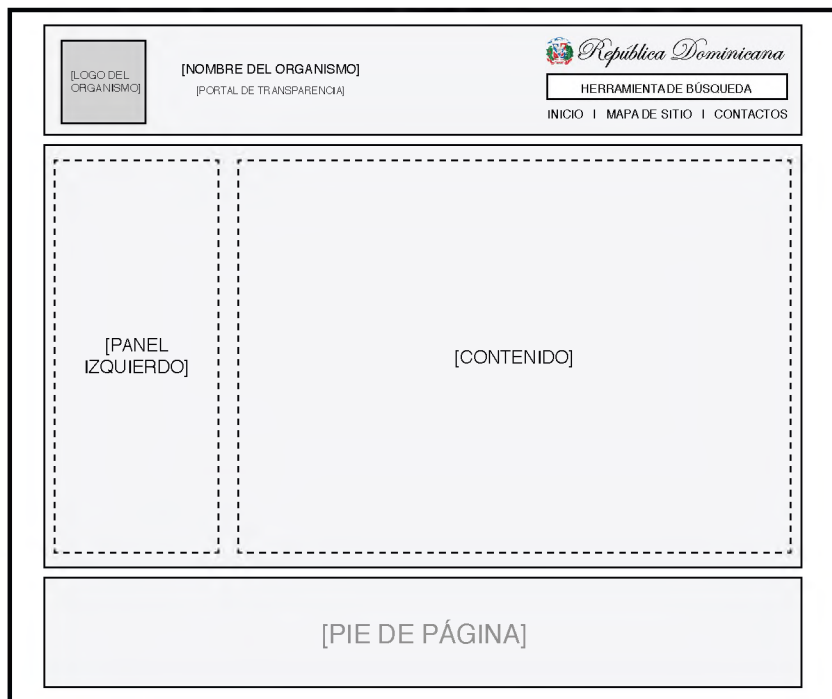 [LOGO DEL
ORGANISMO]
[NOMBRE DEL ORGANISMO]
[PORTAL DE TRANSPARENCIA]
República Dominicana
HERRAMIENTA DE BÚSQUEDA
INICIO I MAPA DE SITIO I CONTACTOS
[PANEL
IZQUIERDO]
[CONTENIDO]
[PIE DE PÁGINA]